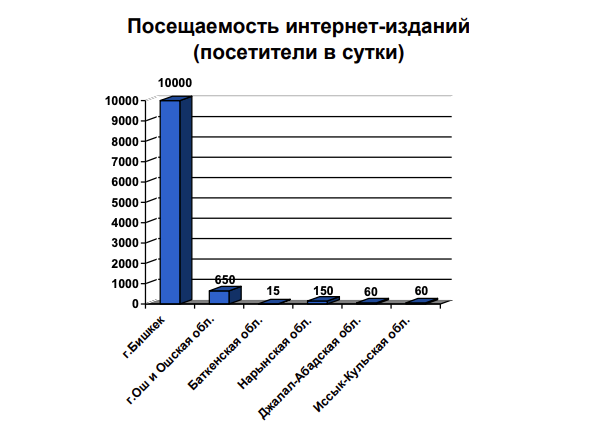 Посещаемость интернет-изданий
(посетители в сутки)
10000
10000
9000
8000
7000
6000
5000
4000
3000
2000
1000
0
650
15
150
60
60
г.Бишкек
г.Ош и Ошская обл.
Баткенская обл.
Нарынская обл.
Джалал-Абадская обл.
Иссык-Кульская обл.